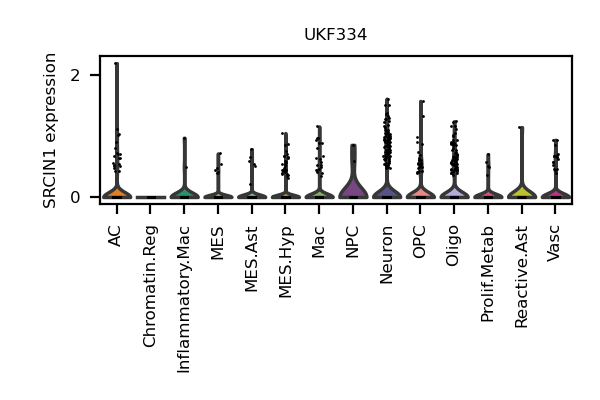 UKF334
SRCIN1 expression
2
0
AC
Chromatin.Reg
Inflammatory.Mac
MES
MES.Ast
MES.Hyp
Mac
NPC
Neuron
OPC
Oligo
Prolif.Metab
Reactive.Ast
Vasc